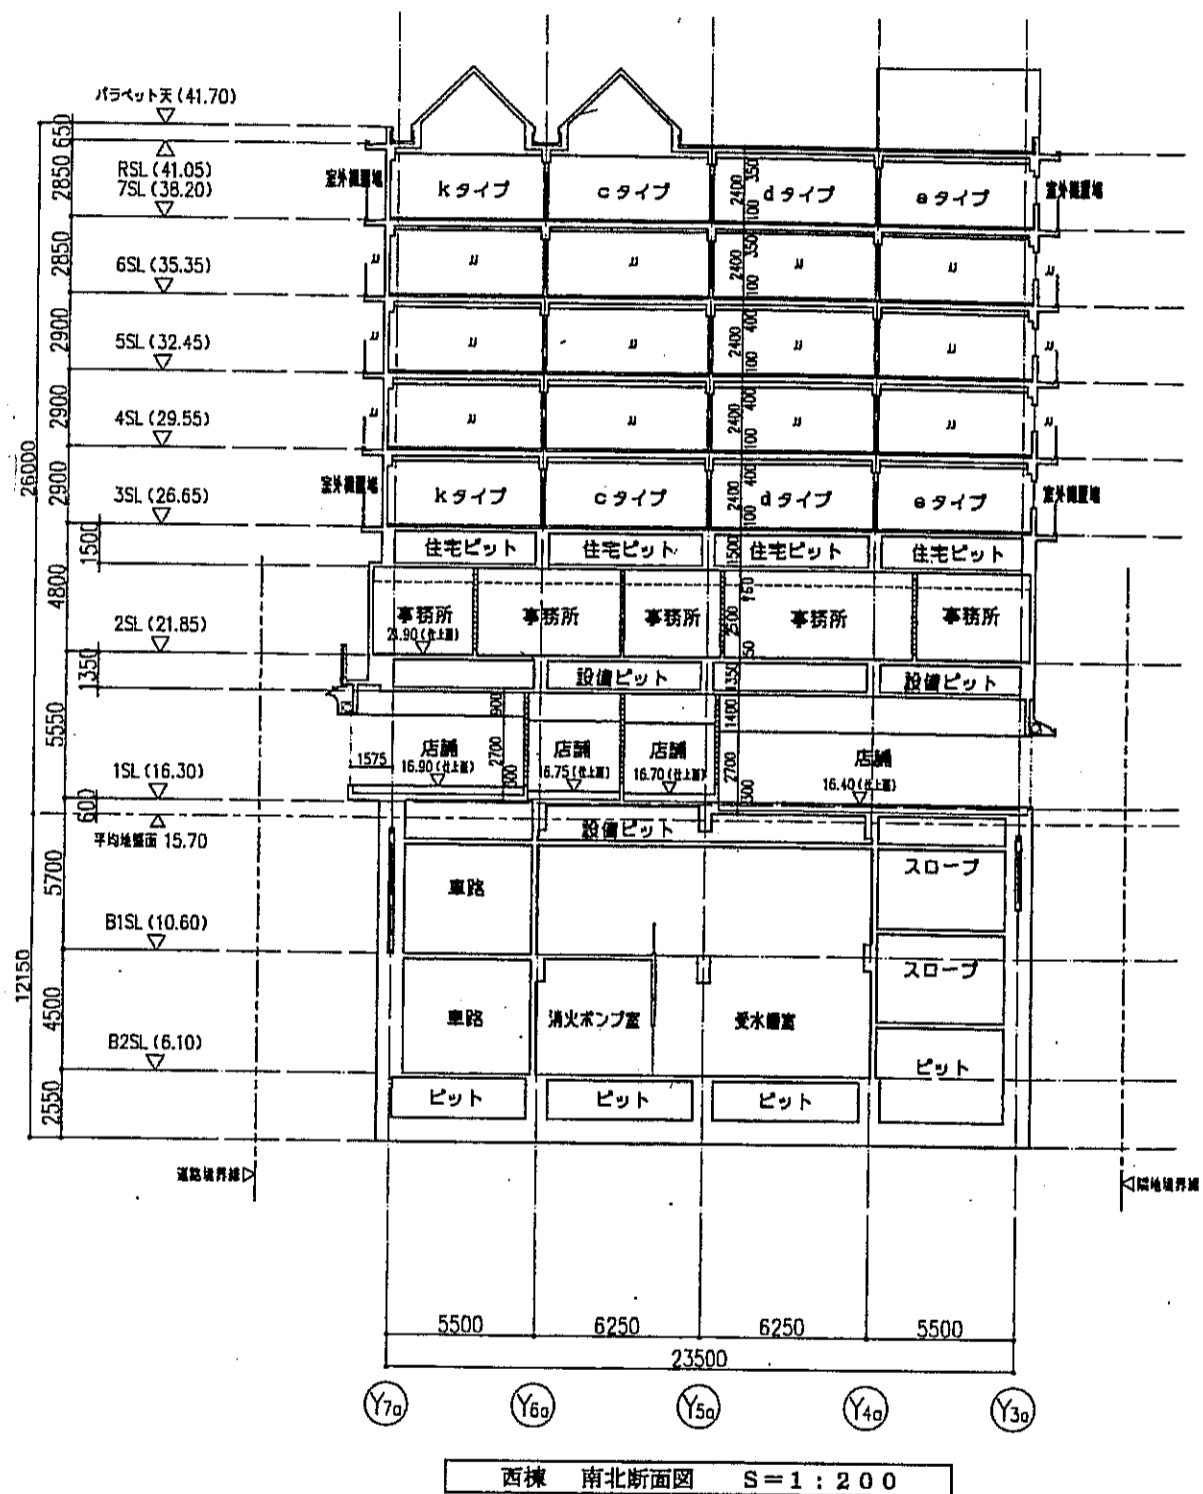 パラペット天 (41.70)
RSL (41.05)
7SL (38.20)
6SL (35.35)
5SL (32.45)
4SL (29.55)
3SL (26.65)
2SL (21.85)
1SL (16.30)
平均地盤面 15.70
B1SL (10.60)
B2SL (6.10)
650
2850
2850
2900
2900
2900
4800
5550
600
5700
4500
2550
26000
12150
1500
1350
室外機置場 kタイプ cタイプ dタイプ eタイプ 室外機置場
〃 〃 〃 〃 〃 〃
〃 〃 〃 〃 〃 〃
〃 〃 〃 〃 〃 〃
室外機置場 kタイプ cタイプ dタイプ eタイプ 室外機置場
350
2400
100
350
2400
100
400
2400
100
400
2400
100
400
2400
100
住宅ピット 住宅ピット 1500 住宅ピット 住宅ピット
事務所 事務所 事務所 事務所 事務所
21.90 (仕上面)
750
2500
50
設備ピット 1350 設備ピット
900
2700
1400
2700
300
1575
店舗 店舗 店舗 店舗
16.90 (仕上面) 16.75 (仕上面) 16.70 (仕上面) 16.40 (仕上面)
設備ピット
車路 スロープ
スロープ
車路 消火ポンプ室 受水槽室
ピット
ピット ピット ピット
道路境界線 隣地境界線
5500 6250 6250 5500
23500
Y7a Y6a Y5a Y4a Y3a
西棟 南北断面図 S=1:200